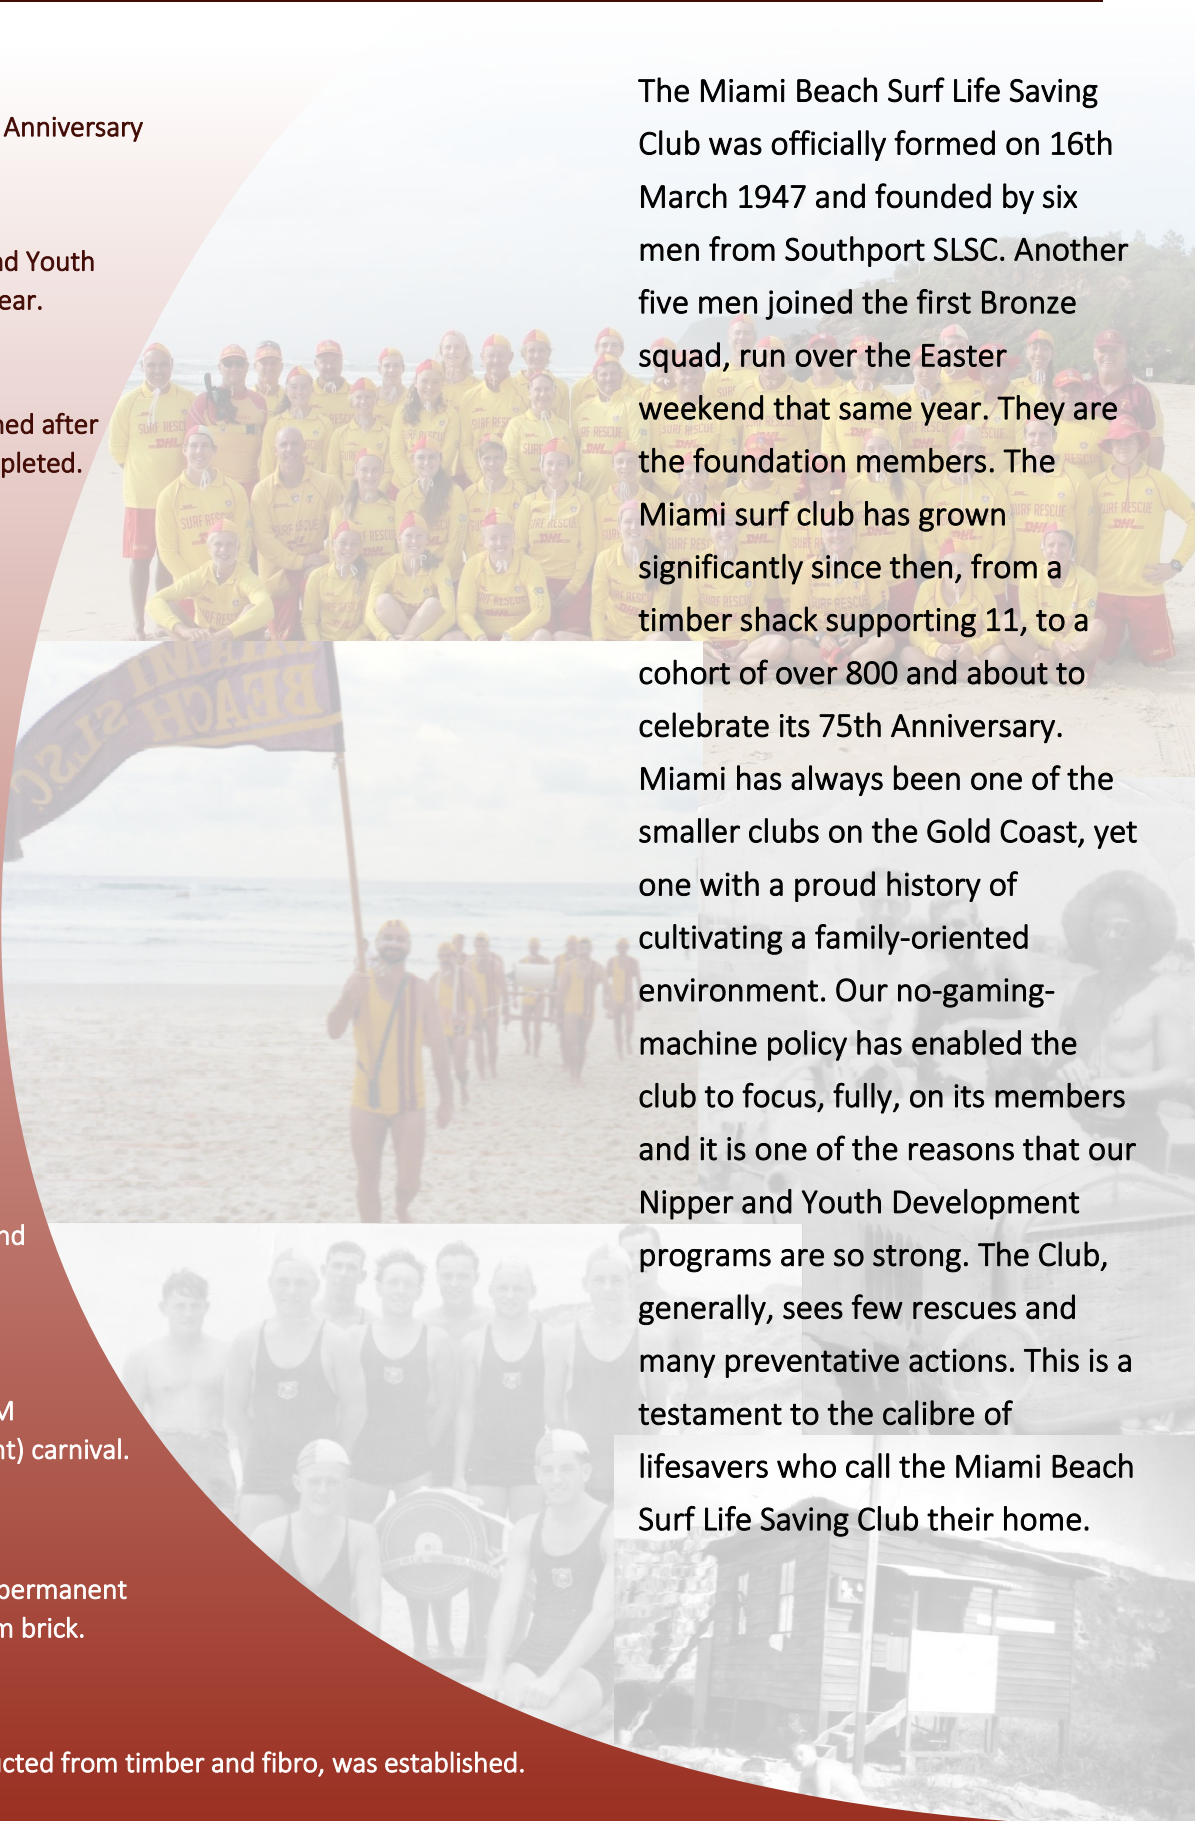 Anniversary
Youth
after
carnival.
permanent
brick.
from timber and fibro, was established.
The Miami Beach Surf Life Saving
Club was officially formed on 16th
March 1947 and founded by six
men from Southport SLSC. Another
five men joined the first Bronze
squad, run over the Easter
weekend that same year. They are
the foundation members. The
Miami surf club has grown
significantly since then, from a
timber shack supporting 11, to a
cohort of over 800 and about to
celebrate its 75th Anniversary.
Miami has always been one of the
smaller clubs on the Gold Coast, yet
one with a proud history of
cultivating a family-oriented
environment. Our no-gaming-
machine policy has enabled the
club to focus, fully, on its members
and it is one of the reasons that our
Nipper and Youth Development
programs are so strong. The Club,
generally, sees few rescues and
many preventative actions. This is a
testament to the calibre of
lifesavers who call the Miami Beach
Surf Life Saving Club their home.
MIAMI
BEACH
SLSC
SURF RESCUE
DHL